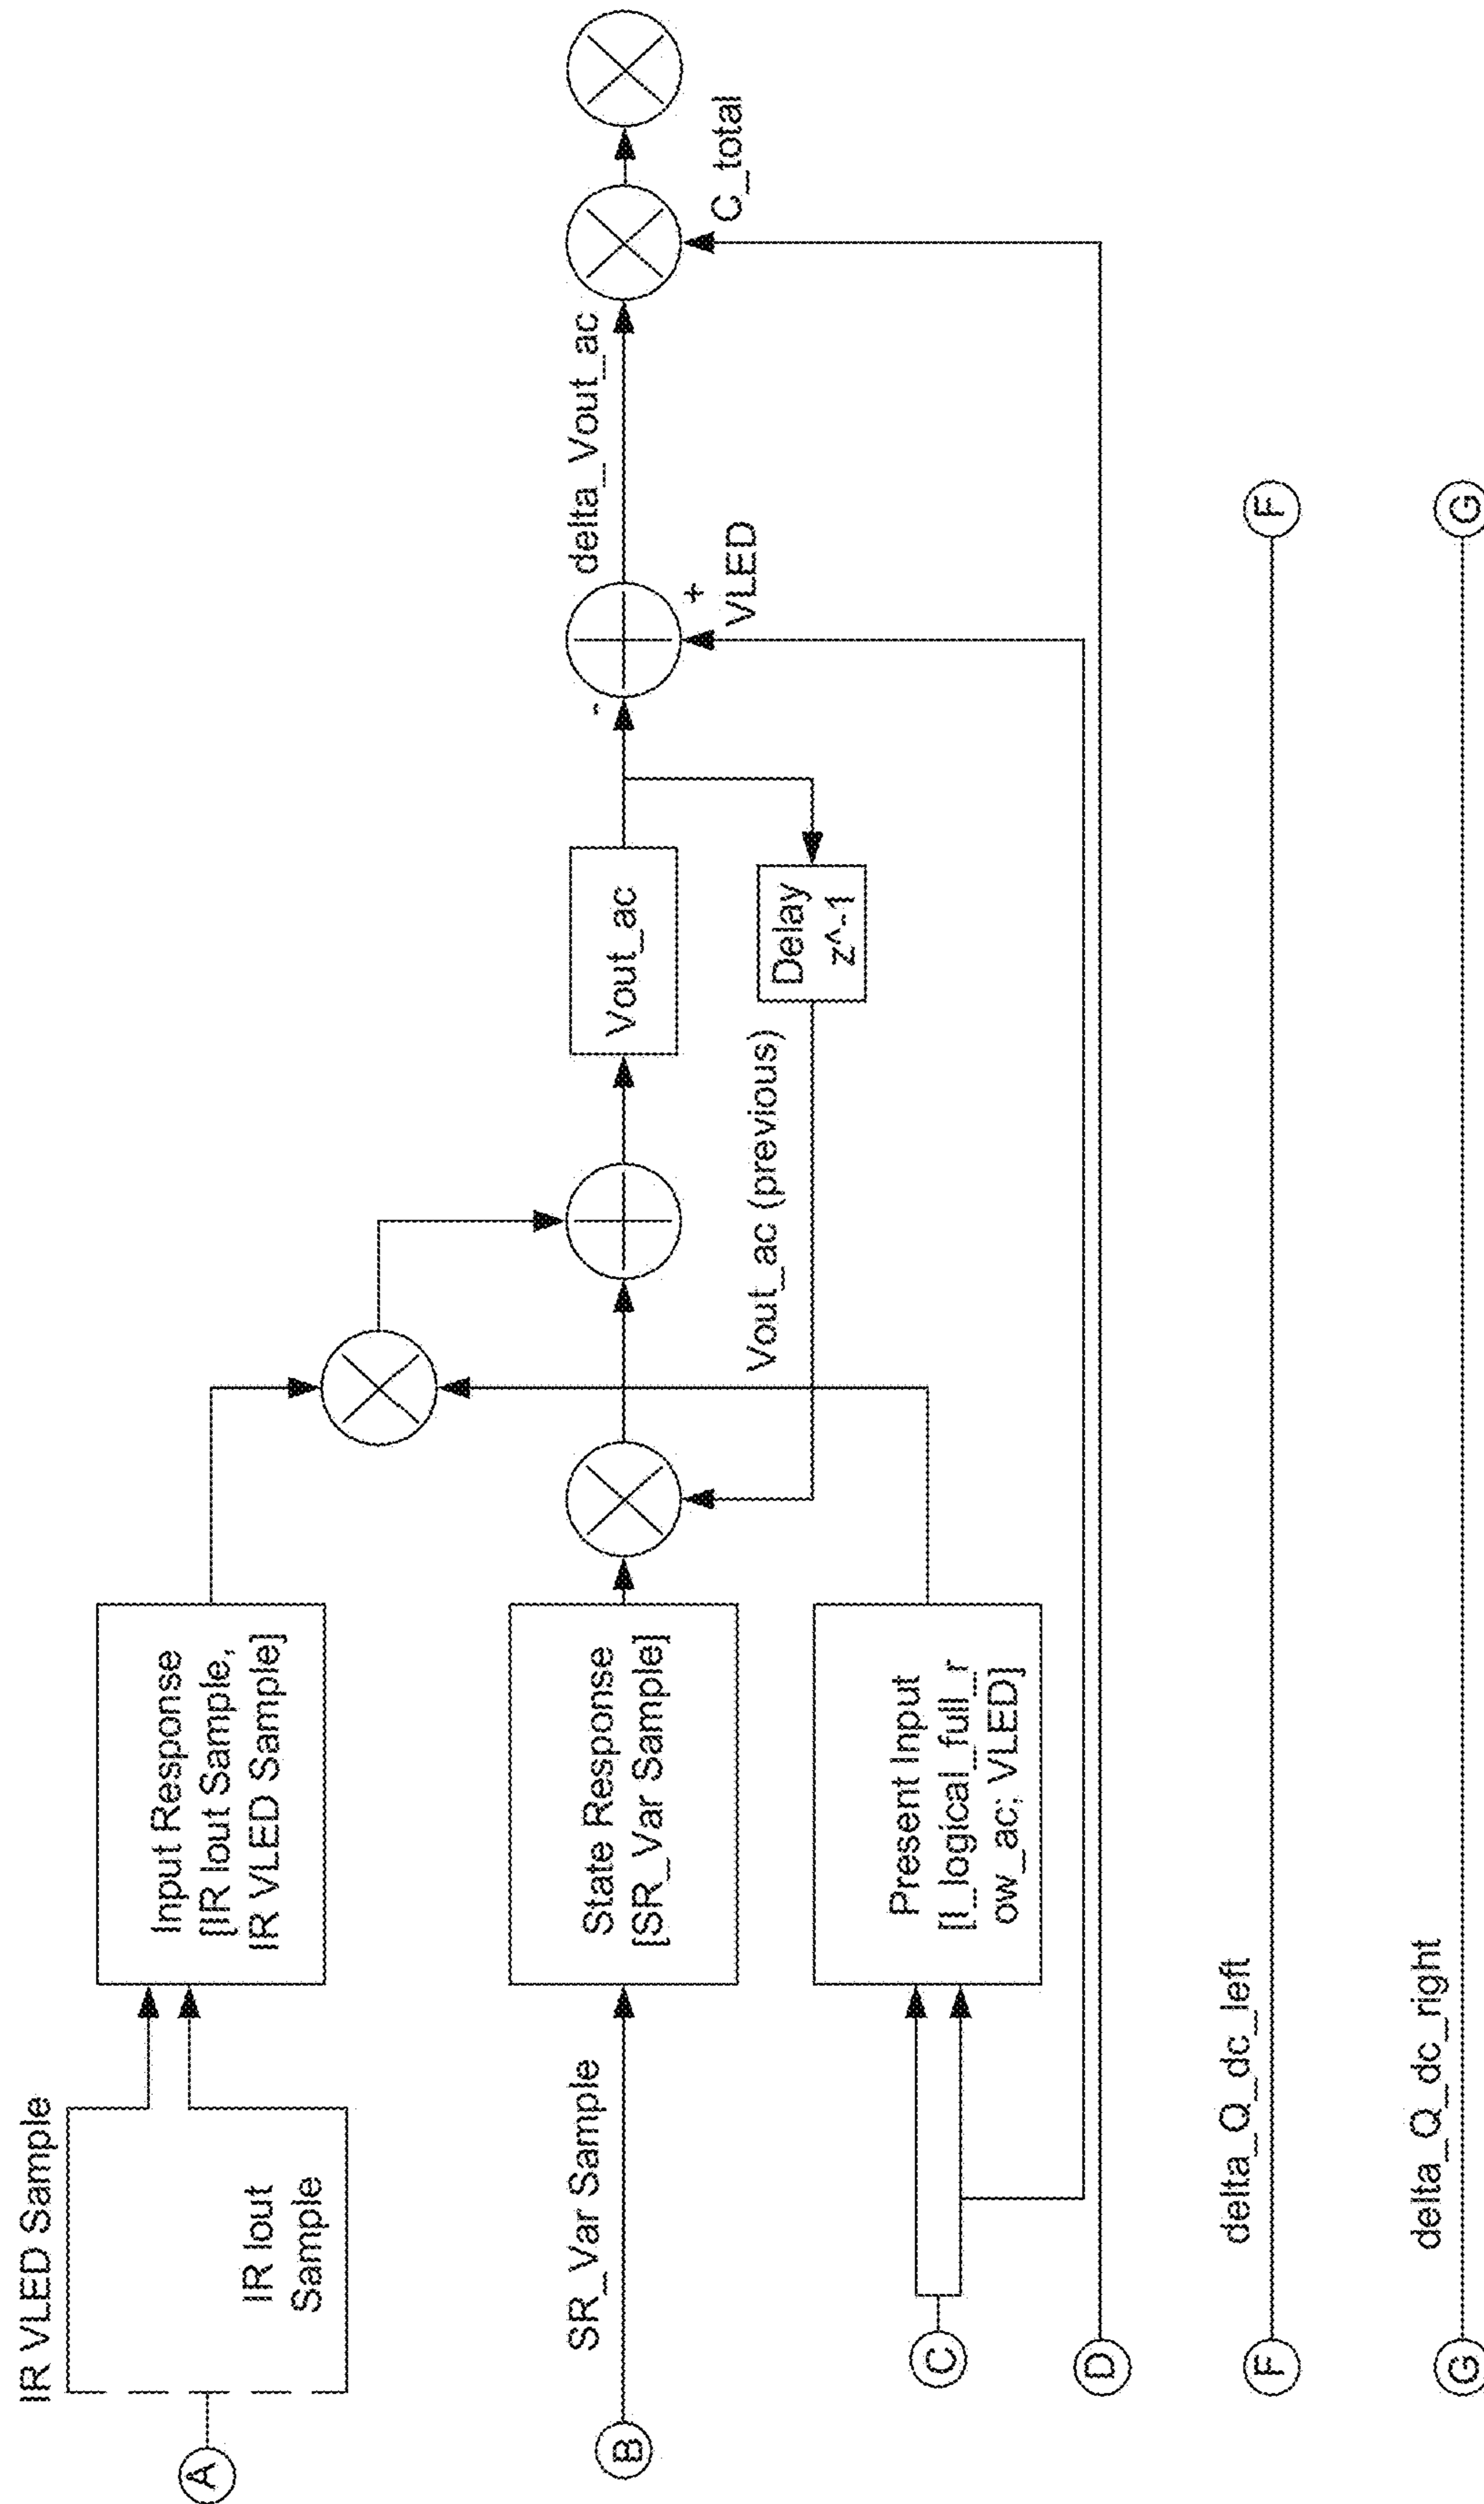 IR VLED Sample
A
IR Iout
Sample
Input Response
[IR Iout Sample,
IR VLED Sample]
B
SR_Var Sample
State Response
[SR_Var Sample]
Vout_ac
-
+
VLED
delta_Vout_ac
C_total
Vout_ac (previous)
Delay
z^-1
C
Present Input
[I_logical_full_r
ow_ac; VLED]
D
F
delta_Q_dc_left
F
G
delta_Q_dc_right
G